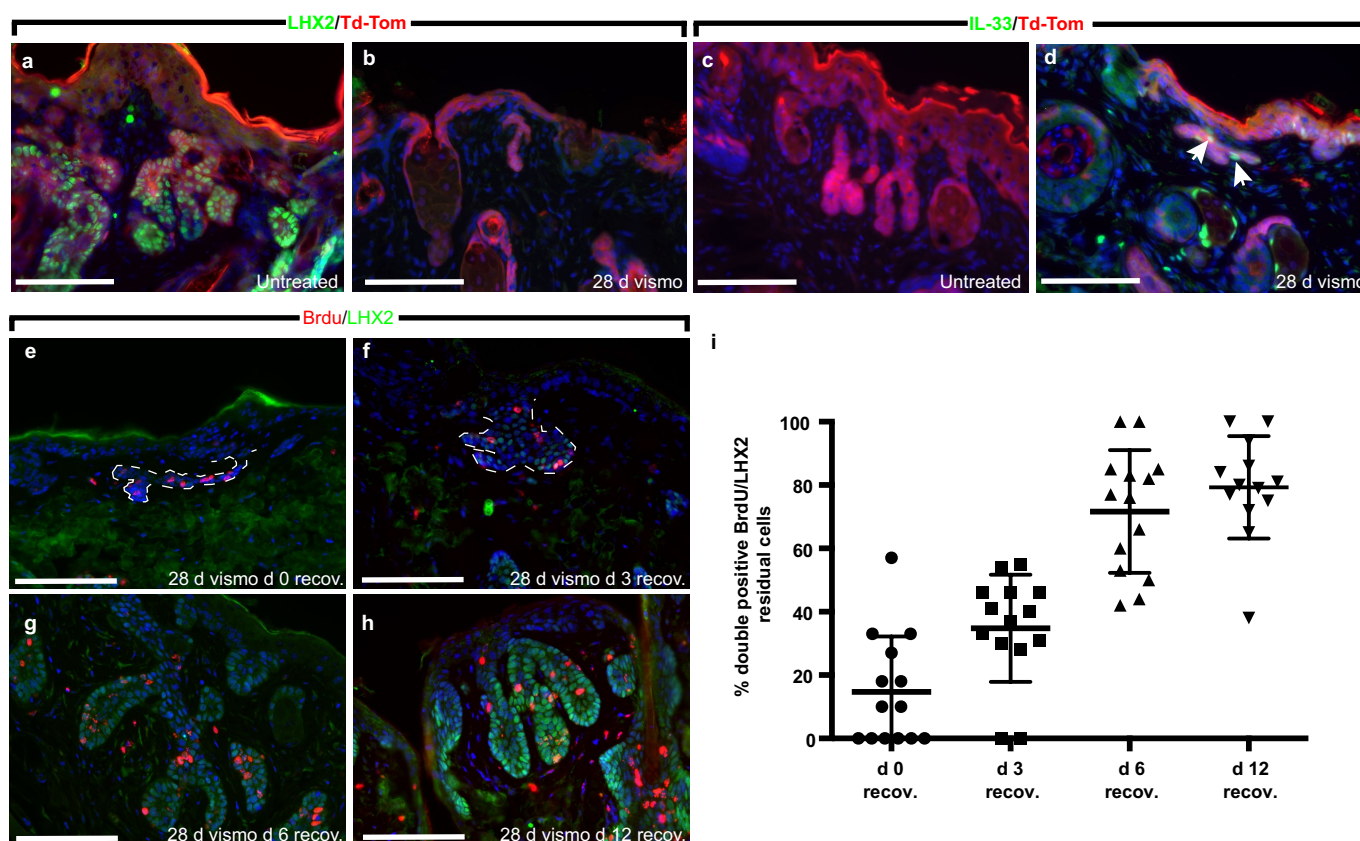 LHX2/Td-Tom
IL-33/Td-Tom
a
Untreated
b
28 d vismo
c
Untreated
d
28 d vismo
Brdu/LHX2
e
28 d vismo d 0 recov.
f
28 d vismo d 3 recov.
g
28 d vismo d 6 recov.
h
28 d vismo d 12 recov.
i
% double positive BrdU/LHX2
residual cells
100
80
60
40
20
0
d 0
recov.
d 3
recov.
d 6
recov.
d 12
recov.